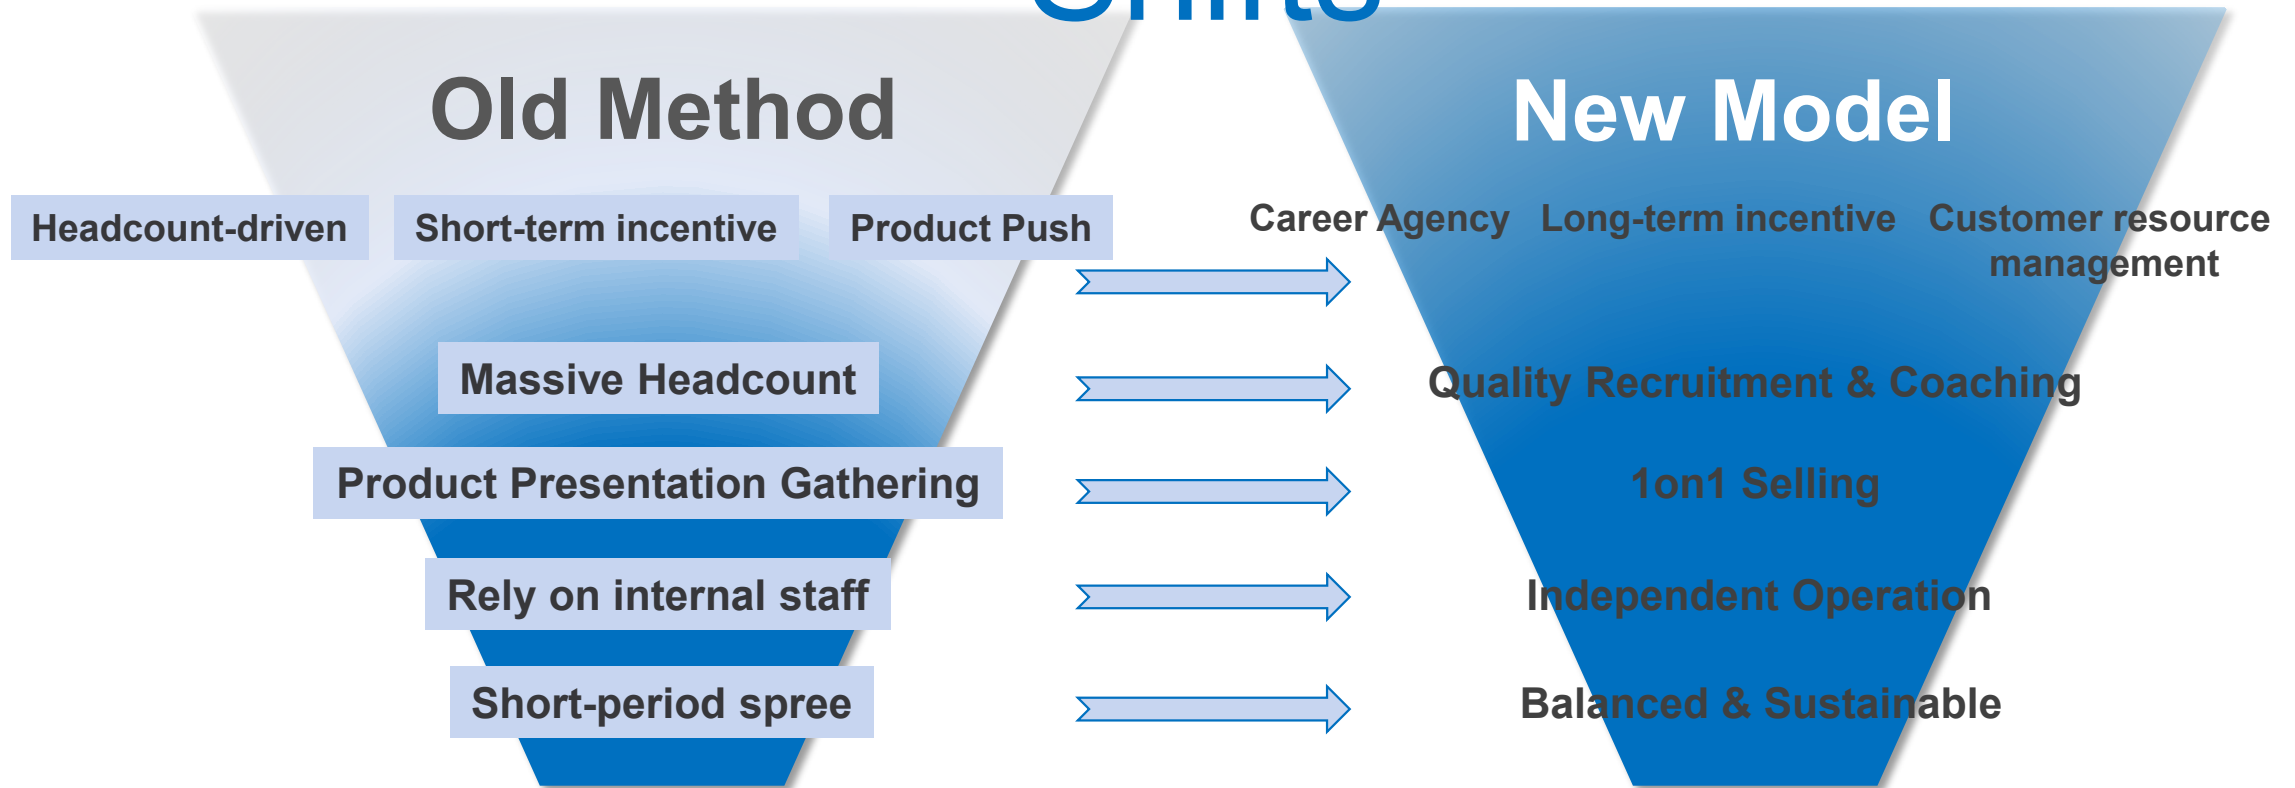 Shifts
Old Method
New Model
Headcount-driven
Short-term incentive
Product Push
Career Agency
Long-term incentive
Customer resource
management
Massive Headcount
Quality Recruitment & Coaching
Product Presentation Gathering
1on1 Selling
Rely on internal staff
Independent Operation
Short-period spree
Balanced & Sustainable